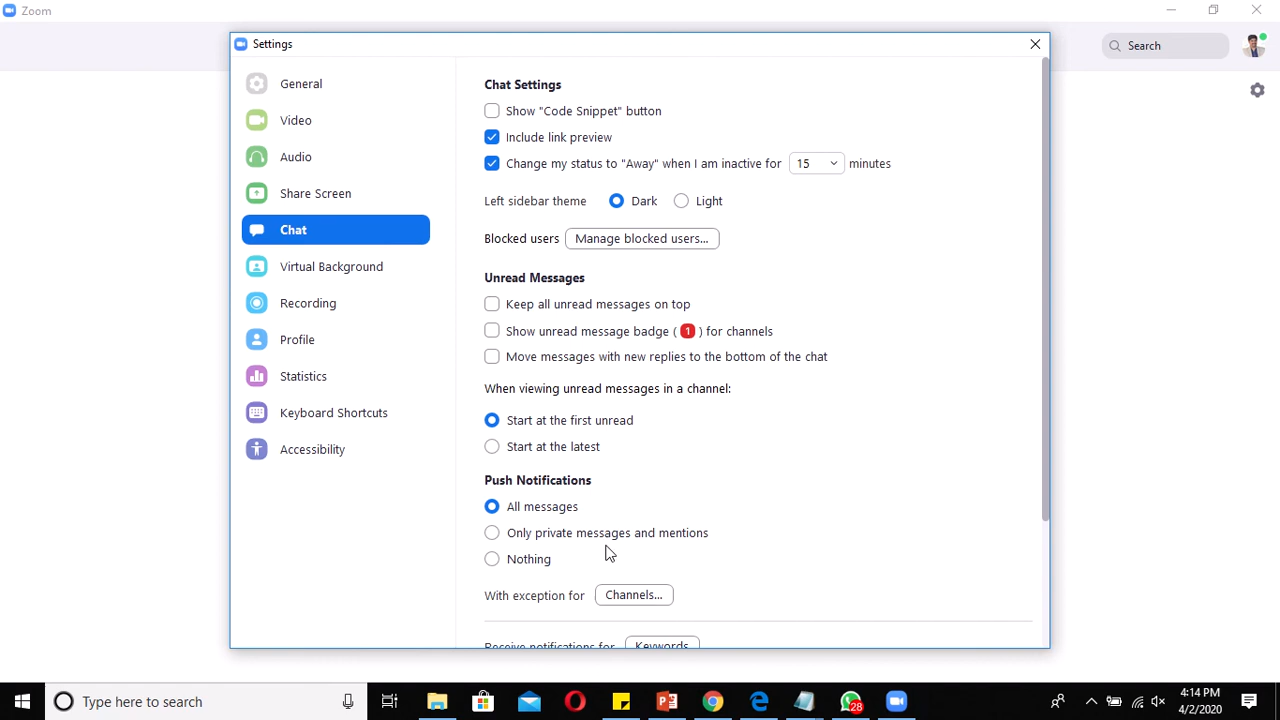 Zoom
Settings
Search
General
Video
Audio
Share Screen
Chat
Virtual Background
Recording
Profile
Statistics
Keyboard Shortcuts
Accessibility
Chat Settings
Show "Code Snippet" button
Include link preview
Change my status to "Away" when I am inactive for 15 minutes
Left sidebar theme Dark Light
Blocked users Manage blocked users...
Unread Messages
Keep all unread messages on top
Show unread message badge ( 1 ) for channels
Move messages with new replies to the bottom of the chat
When viewing unread messages in a channel:
Start at the first unread
Start at the latest
Push Notifications
All messages
Only private messages and mentions
Nothing
With exception for Channels...
Receive notifications for Keywords
Type here to search
28
4:14 PM
4/2/2020